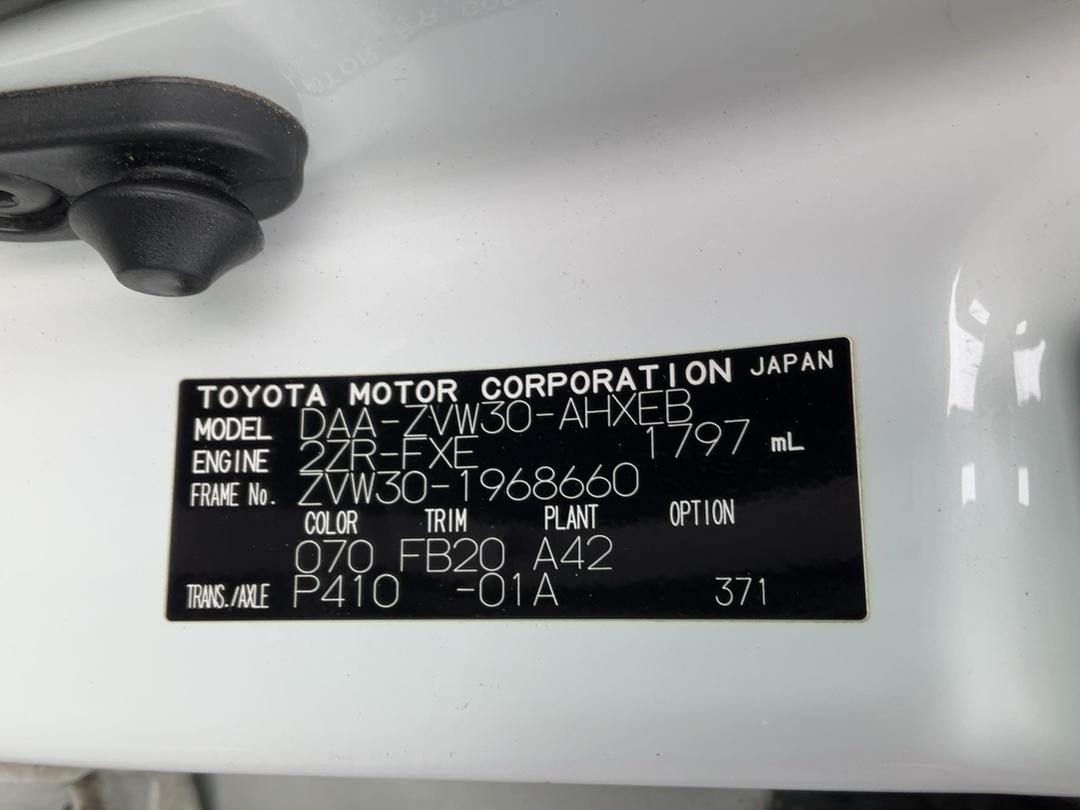 TOYOTA MOTOR CORPORATION JAPAN
MODEL DAA-ZVW30-AHXEB
ENGINE 2ZR-FXE 1797 mL
FRAME No. ZVW30-1968660
COLOR TRIM PLANT OPTION
070 FB20 A42
TRANS./AXLE P410 -01A 371